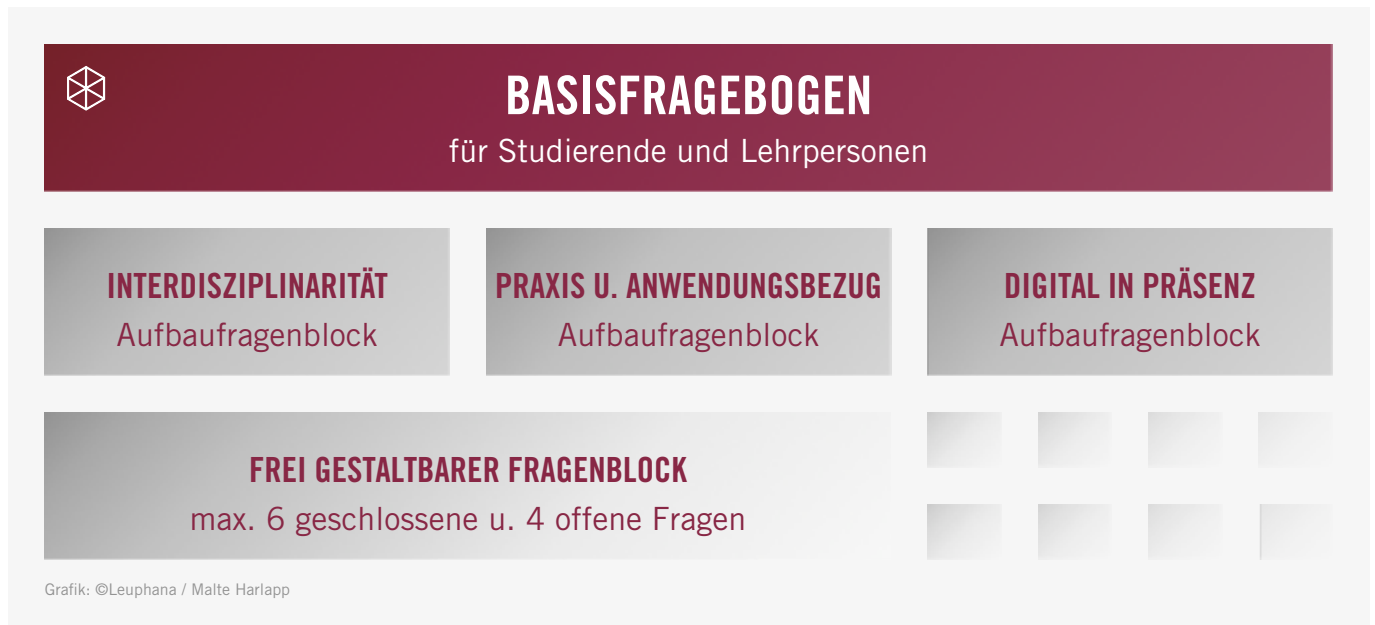 BASISFRAGEBOGEN
für Studierende und Lehrpersonen
INTERDISZIPLINARITÄT
Aufbaufragenblock
PRAXIS U. ANWENDUNGSBEZUG
Aufbaufragenblock
DIGITAL IN PRÄSENZ
Aufbaufragenblock
FREI GESTALTBARER FRAGENBLOCK
max. 6 geschlossene u. 4 offene Fragen
Grafik: ©Leuphana / Malte Harlapp